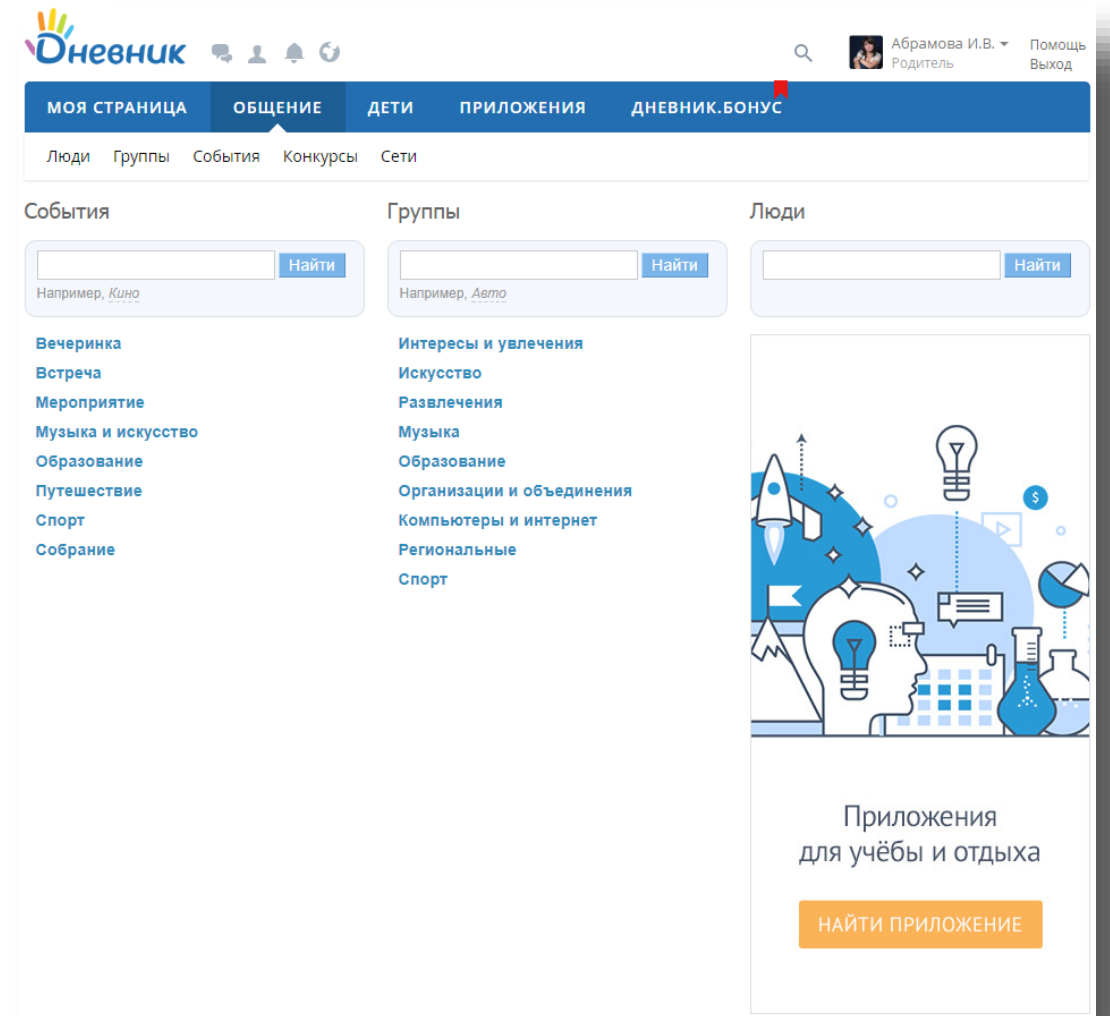 Дневник
Абрамова И.В.
Родитель
Помощь
Выход
МОЯ СТРАНИЦА ОБЩЕНИЕ ДЕТИ ПРИЛОЖЕНИЯ ДНЕВНИК.БОНУС
Люди Группы События Конкурсы Сети
События
Найти
Например, Кино
Вечеринка
Встреча
Мероприятие
Музыка и искусство
Образование
Путешествие
Спорт
Собрание
Группы
Найти
Например, Авто
Интересы и увлечения
Искусство
Развлечения
Музыка
Образование
Организации и объединения
Компьютеры и интернет
Региональные
Спорт
Люди
Найти
$
Приложения
для учёбы и отдыха
НАЙТИ ПРИЛОЖЕНИЕ